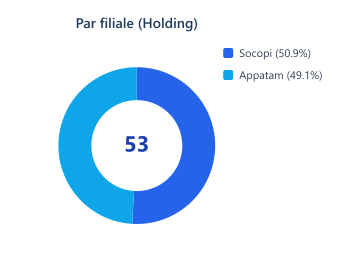 Par filiale (Holding)
Socopi (50.9%)
Appatam (49.1%)
53